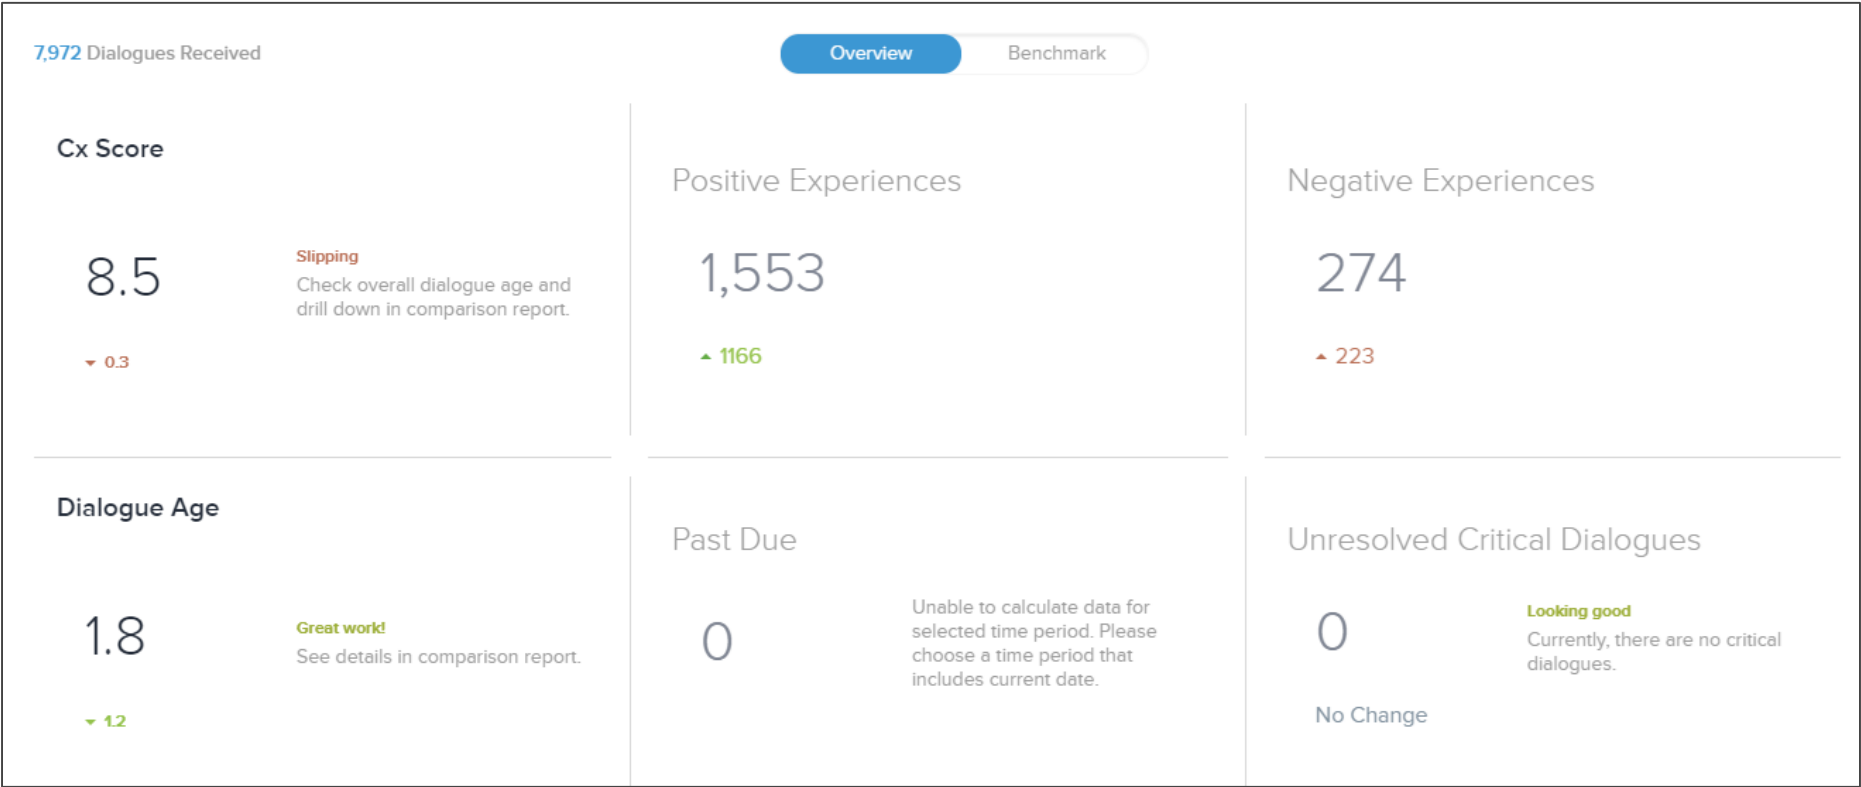 7,972 Dialogues Received
Overview
Benchmark
Cx Score
8.5
Slipping
Check overall dialogue age and
drill down in comparison report.
0.3
Positive Experiences
1,553
1166
Negative Experiences
274
223
Dialogue Age
1.8
Great work!
See details in comparison report.
1.2
Past Due
0
Unable to calculate data for
selected time period. Please
choose a time period that
includes current date.
Unresolved Critical Dialogues
0
Looking good
Currently, there are no critical
dialogues.
No Change